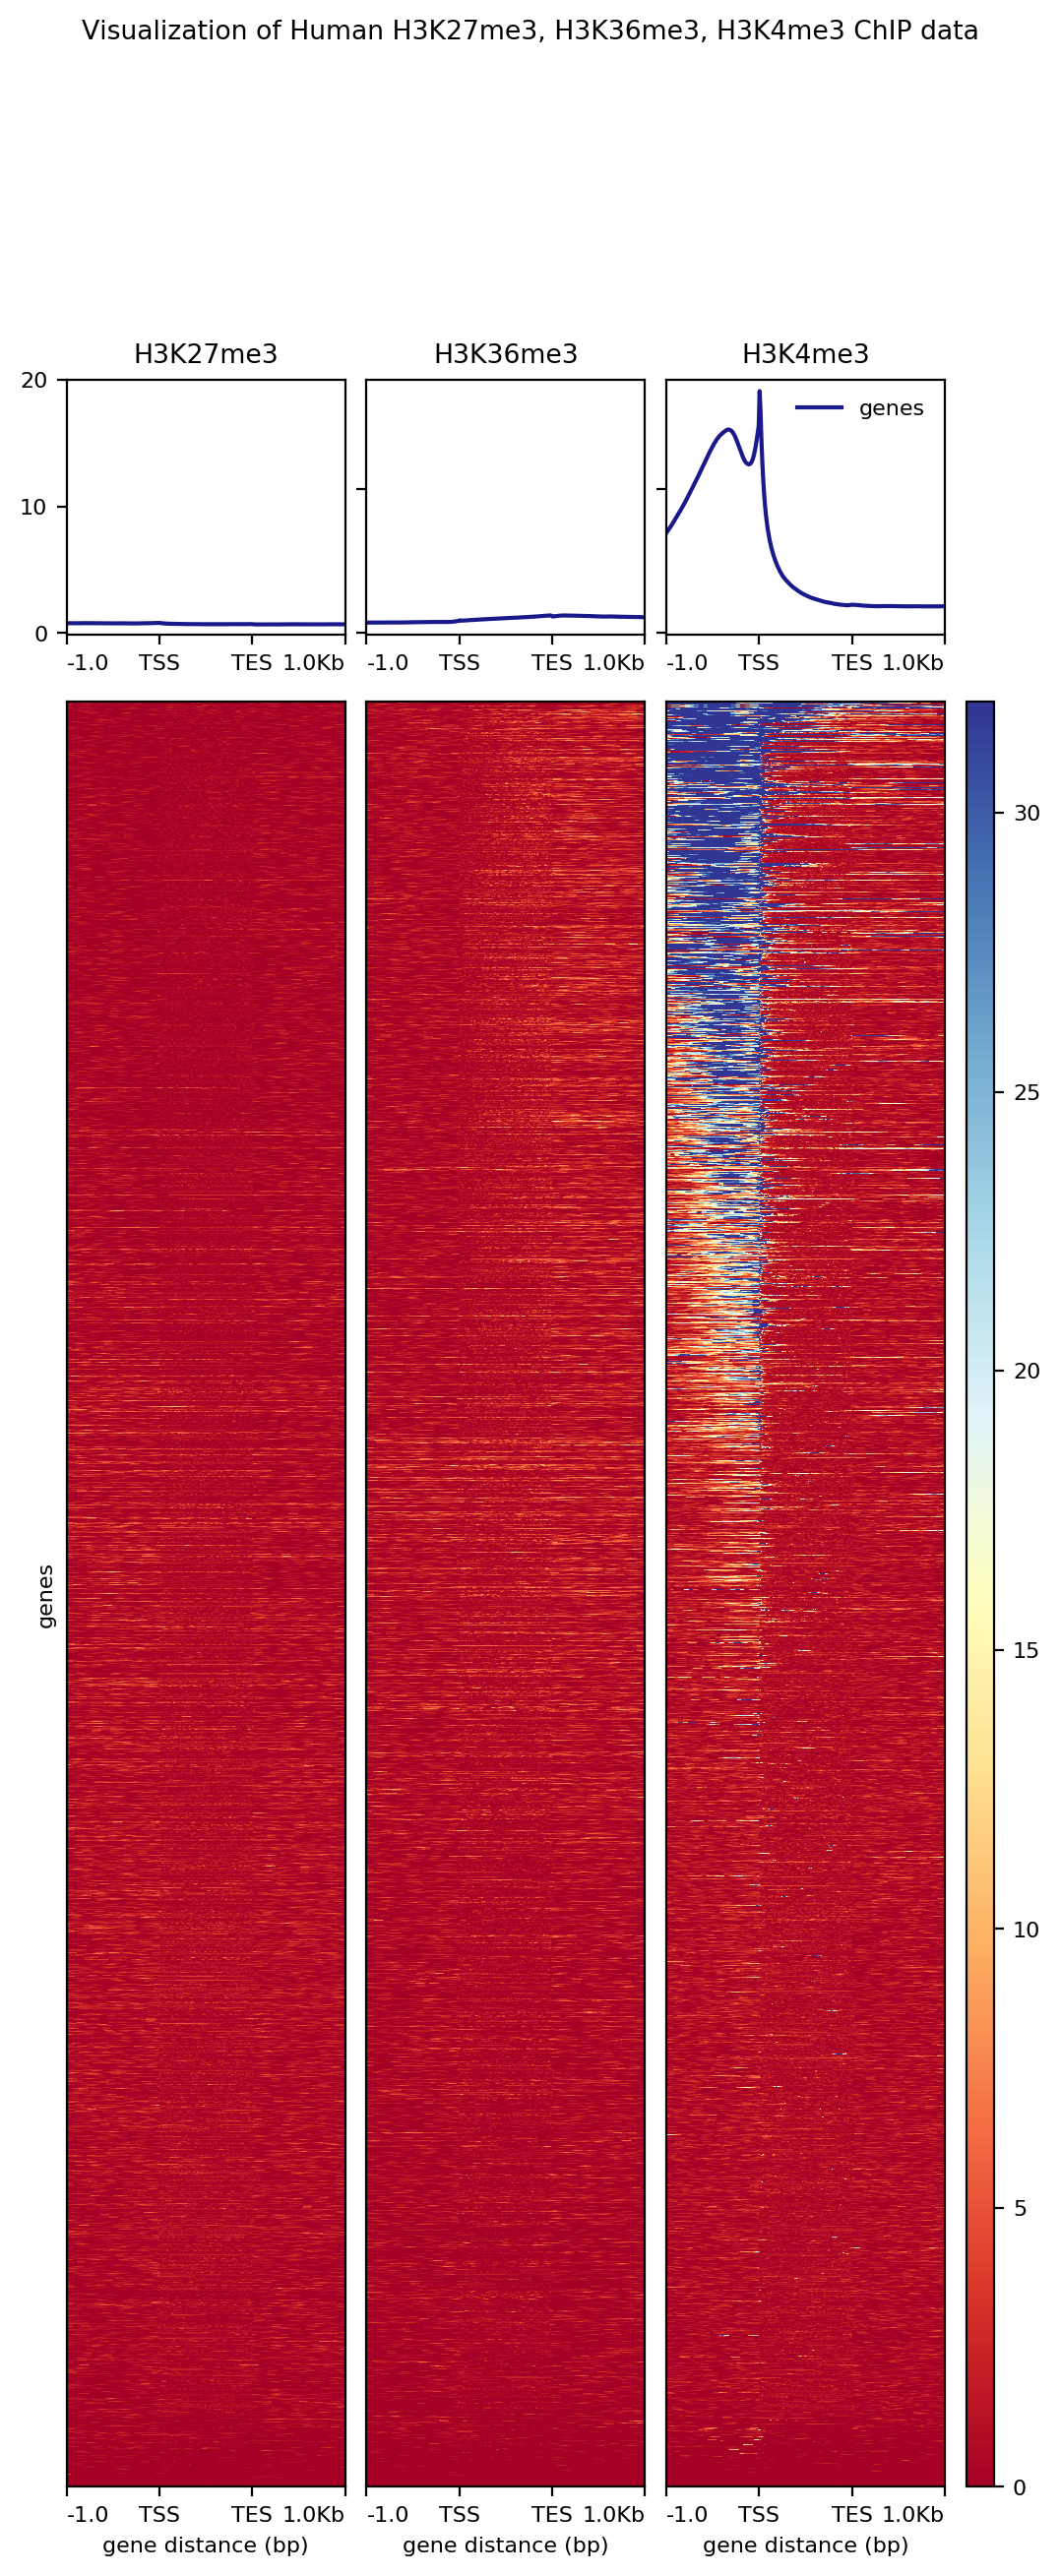 Visualization of Human H3K27me3, H3K36me3, H3K4me3 ChIP data
H3K27me3 H3K36me3 H3K4me3
20
10
0
genes
-1.0 TSS TES 1.0Kb -1.0 TSS TES 1.0Kb -1.0 TSS TES 1.0Kb
genes
30
25
20
15
10
5
0
-1.0 TSS TES 1.0Kb -1.0 TSS TES 1.0Kb -1.0 TSS TES 1.0Kb
gene distance (bp) gene distance (bp) gene distance (bp)